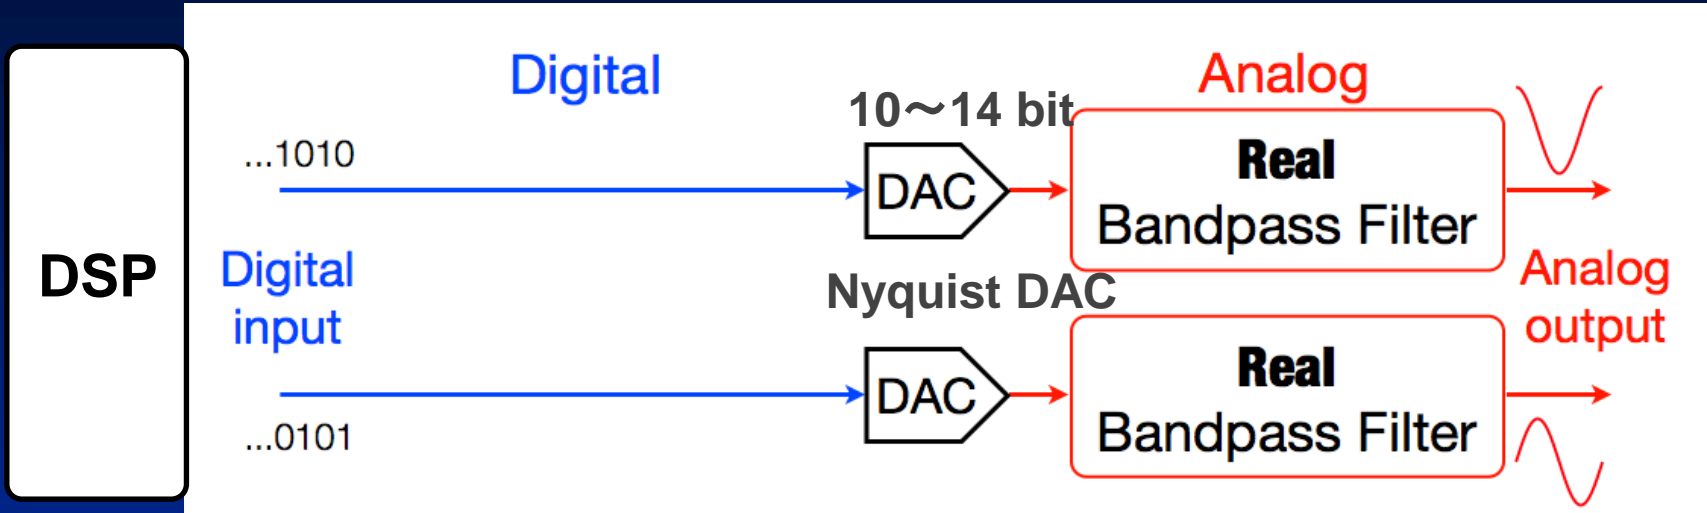 Digital
Analog
10～14 bit
...1010
DAC
Real
Bandpass Filter
DSP
Digital
input
Nyquist DAC
Analog
output
DAC
Real
Bandpass Filter
...0101